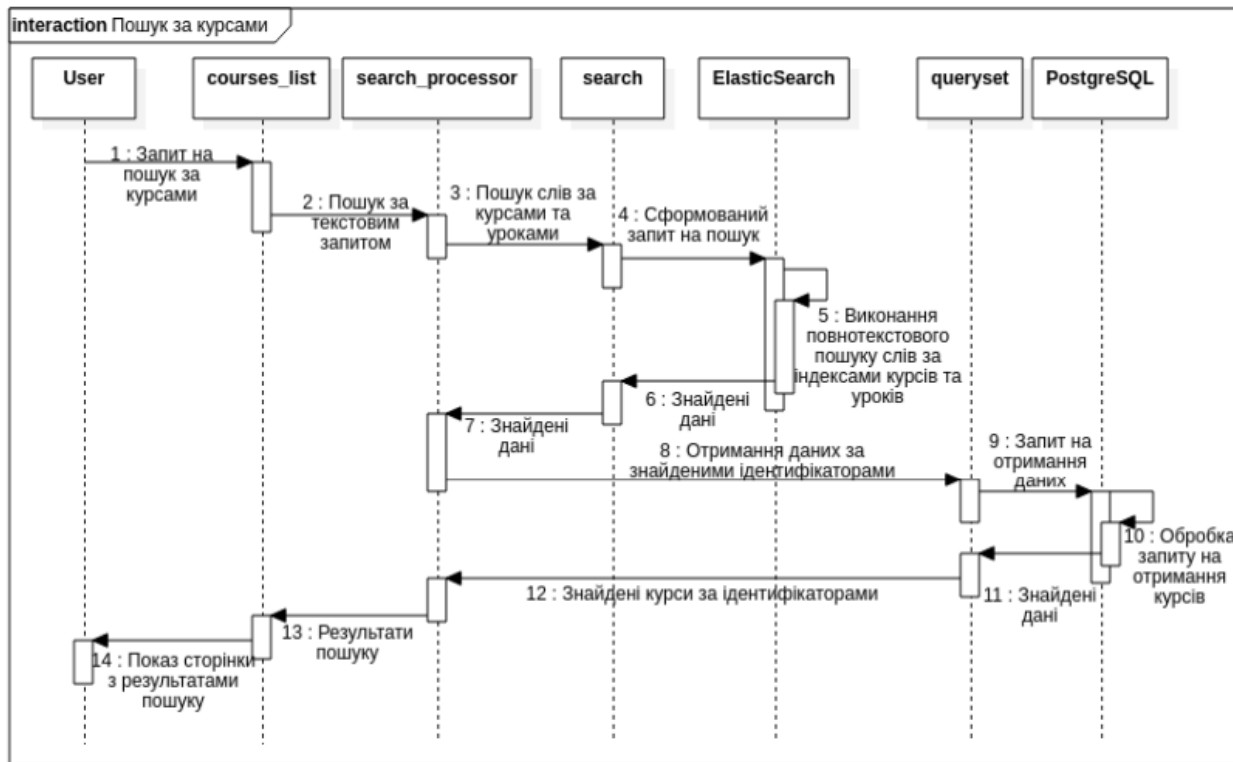 interaction Пошук за курсами
User
courses_list
search_processor
search
ElasticSearch
queryset
PostgreSQL
1 : Запит на
пошук за
курсами
2 : Пошук за
текстовим
запитом
3 : Пошук слів за
курсами та
уроками
4 : Сформований
запит на пошук
5 : Виконання
повнотекстового
пошуку слів за
індексами курсів та
уроків
6 : Знайдені
дані
7 : Знайдені
дані
8 : Отримання даних за
знайденими ідентифікаторами
9 : Запит на
отримання
даних
10 : Обробка
запиту на
отримання
курсів
11 : Знайдені
дані
12 : Знайдені курси за ідентифікаторами
13 : Результати
пошуку
14 : Показ сторінки
з результатами
пошуку